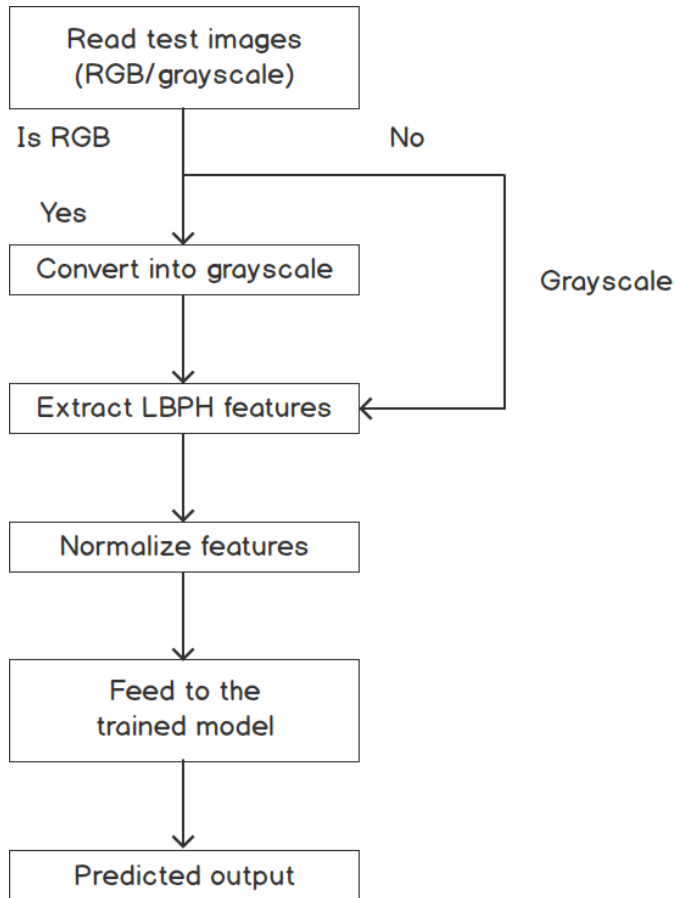 Read test images
(RGB/grayscale)
Is RGB
No
Yes
Convert into grayscale
Grayscale
Extract LBPH features
Normalize features
Feed to the
trained model
Predicted output